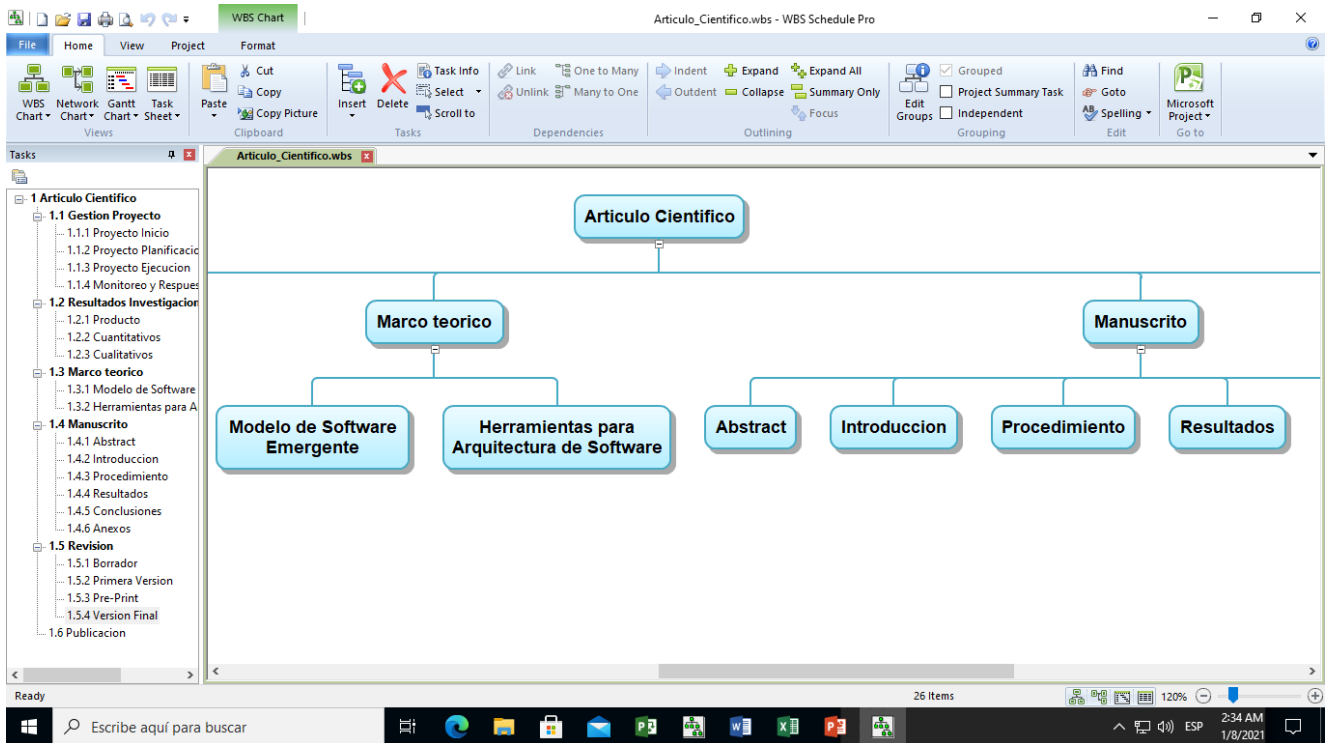 WBS Chart
Articulo_Cientifico.wbs - WBS Schedule Pro
File Home View Project Format
WBS Chart
Network Chart
Gantt Chart
Task Sheet
Views
Paste
Cut
Copy
Copy Picture
Clipboard
Insert
Delete
Task Info
Select
Scroll to
Tasks
Link
Unlink
One to Many
Many to One
Dependencies
Indent
Outdent
Expand
Collapse
Expand All
Summary Only
Focus
Outlining
Edit Groups
Grouped
Project Summary Task
Independent
Grouping
Find
Goto
Spelling
Edit
Microsoft Project
Go to
Tasks
Articulo_Cientifico.wbs
1 Articulo Cientifico
1.1 Gestion Proyecto
1.1.1 Proyecto Inicio
1.1.2 Proyecto Planificacic
1.1.3 Proyecto Ejecucion
1.1.4 Monitoreo y Respues
1.2 Resultados Investigacion
1.2.1 Producto
1.2.2 Cuantitativos
1.2.3 Cualitativos
1.3 Marco teorico
1.3.1 Modelo de Software
1.3.2 Herramientas para A
1.4 Manuscrito
1.4.1 Abstract
1.4.2 Introduccion
1.4.3 Procedimiento
1.4.4 Resultados
1.4.5 Conclusiones
1.4.6 Anexos
1.5 Revision
1.5.1 Borrador
1.5.2 Primera Version
1.5.3 Pre-Print
1.5.4 Version Final
1.6 Publicacion
Articulo Cientifico
Marco teorico
Manuscrito
Modelo de Software
Emergente
Herramientas para
Arquitectura de Software
Abstract
Introduccion
Procedimiento
Resultados
Ready
26 Items
120%
Escribe aquí para buscar
ESP
2:34 AM
1/8/2021